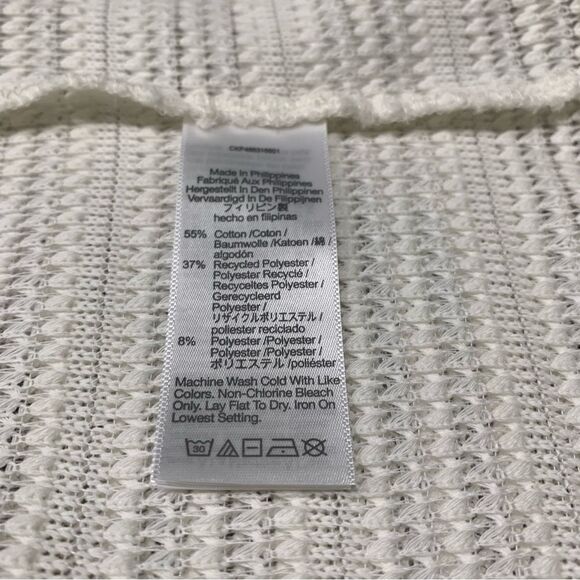 Made In Philippines
Fabriqué Aux Philippines
Hergestellt In Den Philippinen
Vervaardigd In De Filippijnen
フィリピン製
hecho en filipinas
55% Cotton /Coton /
Baumwolle /Katoen /綿 /
algodón
37% Recycled Polyester /
Polyester Recyclé /
Recyceltes Polyester /
Gerecycleerd
Polyester /
リサイクルポリエステル /
poliester reciclado
8% Polyester /Polyester /
Polyester /Polyester /
ポリエステル /poliéster
Machine Wash Cold With Like
Colors. Non-Chlorine Bleach
Only. Lay Flat To Dry. Iron On
Lowest Setting.
30